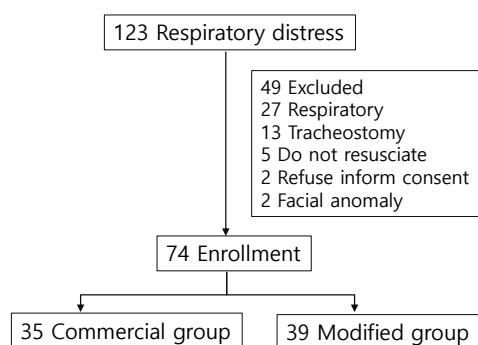 123 Respiratory distress
49 Excluded
27 Respiratory
13 Tracheostomy
5 Do not resusciate
2 Refuse inform consent
2 Facial anomaly
74 Enrollment
35 Commercial group
39 Modified group